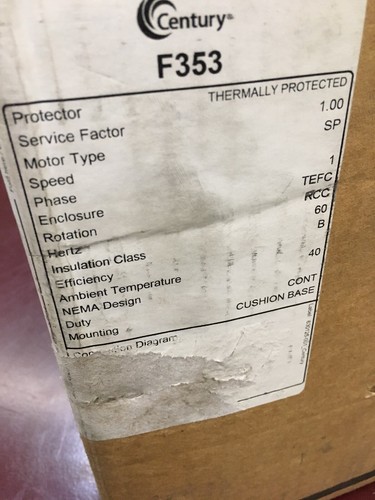 Century®
F353
Protector THERMALLY PROTECTED
Service Factor 1.00
Motor Type SP
Speed
Phase 1
Enclosure TEFC
Rotation RCC
Hertz 60
Insulation Class B
Efficiency
Ambient Temperature 40
NEMA Design
Duty CONT
Mounting CUSHION BASE
Diagram